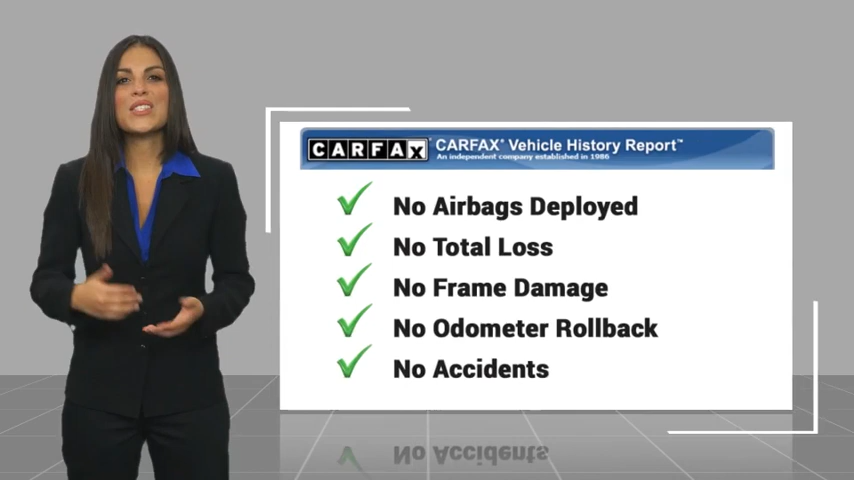 CARFAX
CARFAX® Vehicle History Report™
An independent company established in 1986
No Airbags Deployed
No Total Loss
No Frame Damage
No Odometer Rollback
No Accidents
No Accidents